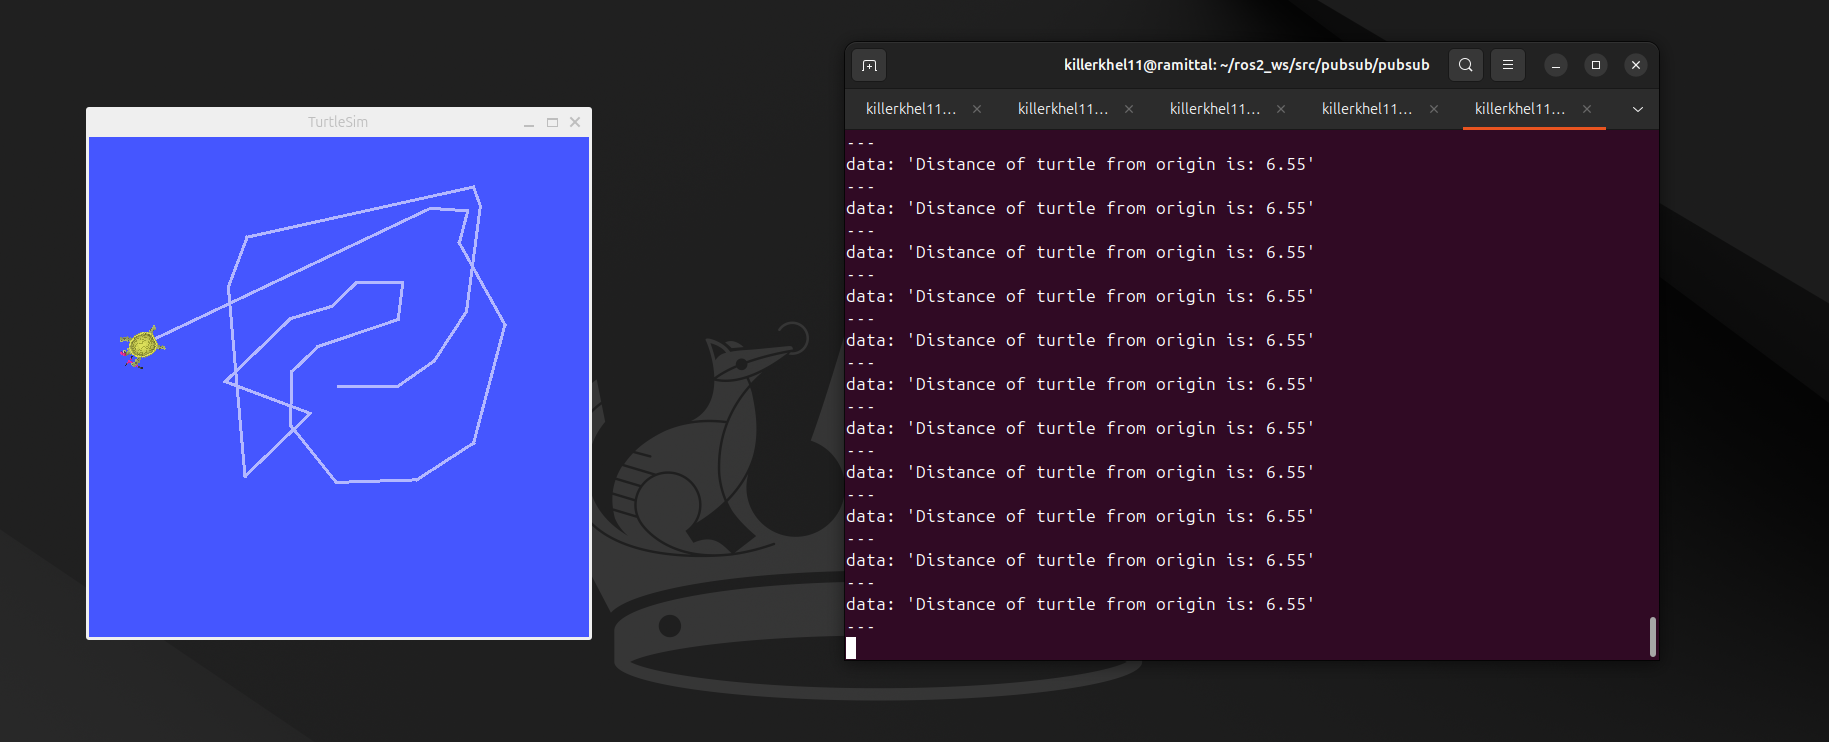 TurtleSim
killerkhel11@ramittal: ~/ros2_ws/src/pubsub/pubsub
killerkhel11... killerkhel11... killerkhel11... killerkhel11... killerkhel11...
---
data: 'Distance of turtle from origin is: 6.55'
---
data: 'Distance of turtle from origin is: 6.55'
---
data: 'Distance of turtle from origin is: 6.55'
---
data: 'Distance of turtle from origin is: 6.55'
---
data: 'Distance of turtle from origin is: 6.55'
---
data: 'Distance of turtle from origin is: 6.55'
---
data: 'Distance of turtle from origin is: 6.55'
---
data: 'Distance of turtle from origin is: 6.55'
---
data: 'Distance of turtle from origin is: 6.55'
---
data: 'Distance of turtle from origin is: 6.55'
---
data: 'Distance of turtle from origin is: 6.55'
---